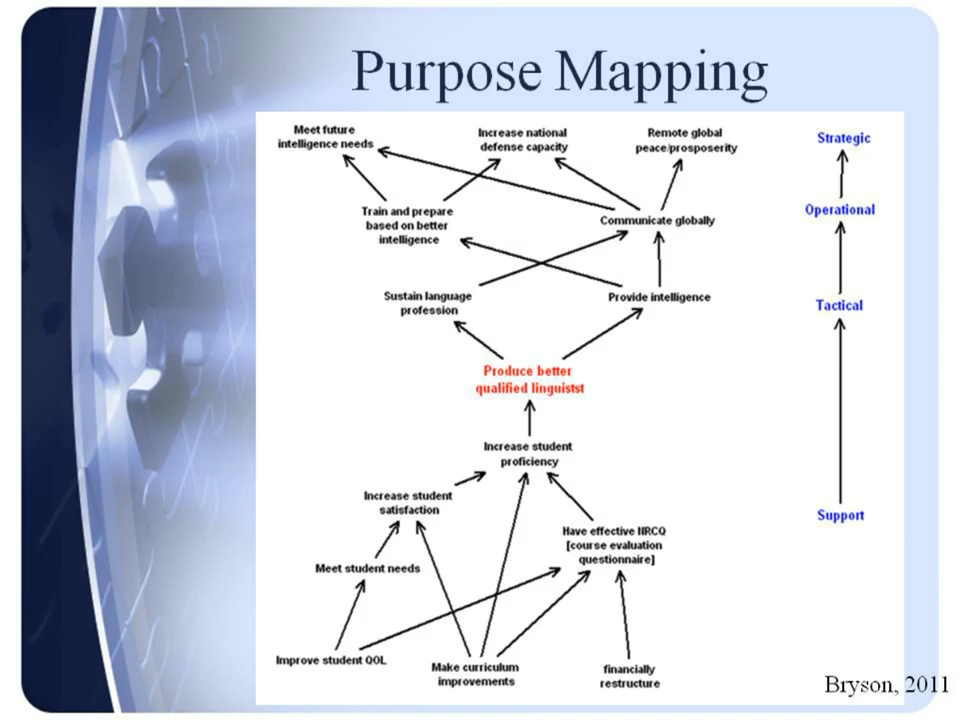 Purpose Mapping
Meet future
intelligence needs
Increase national
defense capacity
Remote global
peace/prosposerity
Strategic
Train and prepare
based on better
intelligence
Communicate globally
Operational
Sustain language
profession
Provide intelligence
Tactical
Produce better
qualified linguistst
Increase student
proficiency
Increase student
satisfaction
Support
Have effective NRCQ
[course evaluation
questionnaire]
Meet student needs
Improve student QOL
Make curriculum
improvements
financially
restructure
Bryson, 2011